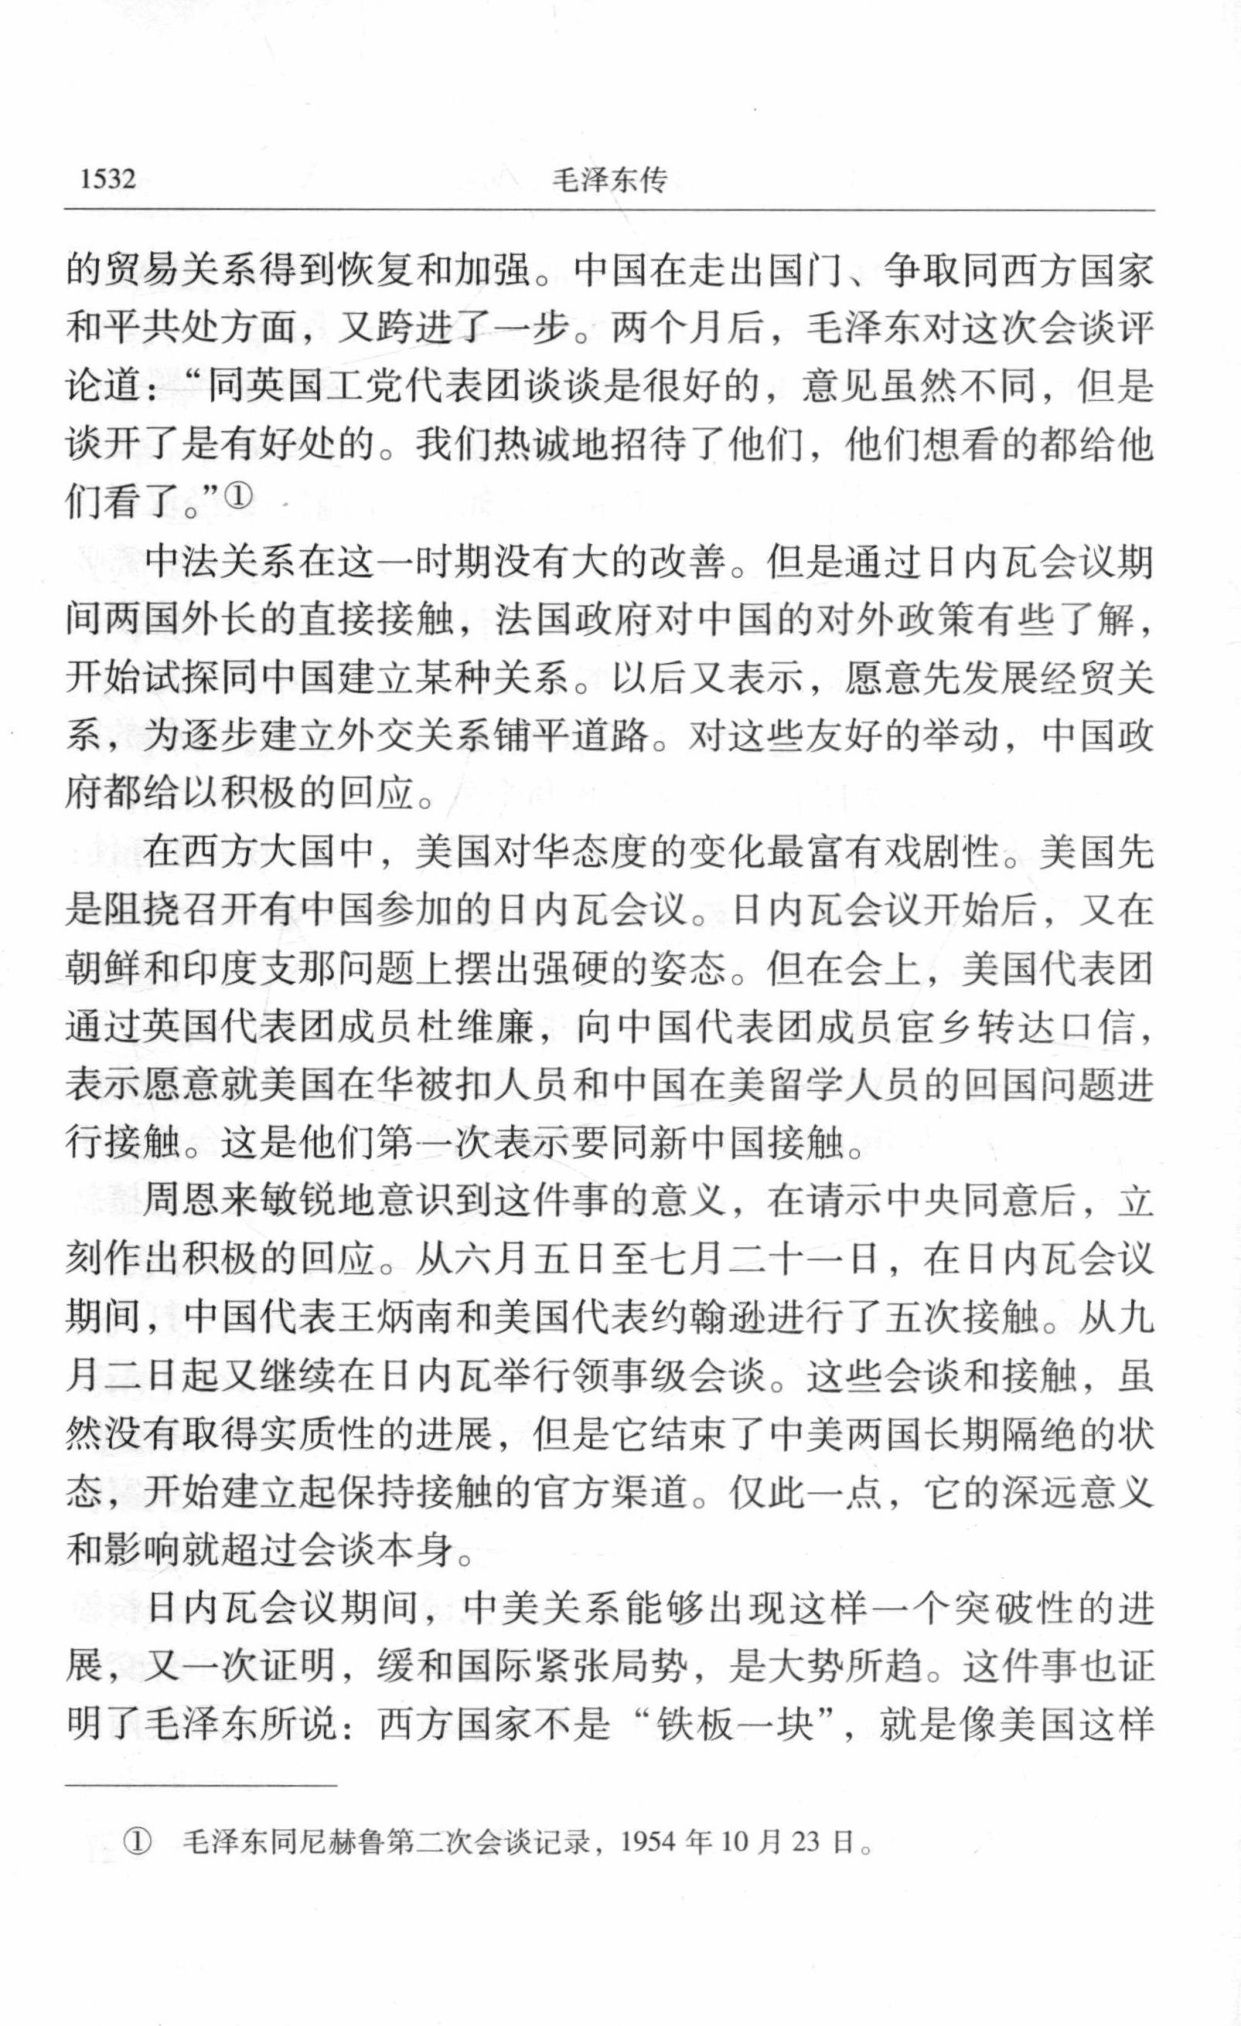 1532
毛泽东传
的贸易关系得到恢复和加强。中国在走出国门、争取同西方国家
和平共处方面，又跨进了一步。两个月后，毛泽东对这次会谈评
论道：“同英国工党代表团谈谈是很好的，意见虽然不同，但是
谈开了是有好处的。我们热诚地招待了他们，他们想看的都给他
们看了。”①
中法关系在这一时期没有大的改善。但是通过日内瓦会议期
间两国外长的直接接触，法国政府对中国的对外政策有些了解，
开始试探同中国建立某种关系。以后又表示，愿意先发展经贸关
系，为逐步建立外交关系铺平道路。对这些友好的举动，中国政
府都给以积极的回应。
在西方大国中，美国对华态度的变化最富有戏剧性。美国先
是阻挠召开有中国参加的日内瓦会议。日内瓦会议开始后，又在
朝鲜和印度支那问题上摆出强硬的姿态。但在会上，美国代表团
通过英国代表团成员杜维廉，向中国代表团成员宦乡转达口信，
表示愿意就美国在华被扣人员和中国在美留学人员的回国问题进
行接触。这是他们第一次表示要同新中国接触。
周恩来敏锐地意识到这件事的意义，在请示中央同意后，立
刻作出积极的回应。从六月五日至七月二十一日，在日内瓦会议
期间，中国代表王炳南和美国代表约翰逊进行了五次接触。从九
月二日起又继续在日内瓦举行领事级会谈。这些会谈和接触，虽
然没有取得实质性的进展，但是它结束了中美两国长期隔绝的状
态，开始建立起保持接触的官方渠道。仅此一点，它的深远意义
和影响就超过会谈本身。
日内瓦会议期间，中美关系能够出现这样一个突破性的进
展，又一次证明，缓和国际紧张局势，是大势所趋。这件事也证
明了毛泽东所说：西方国家不是“铁板一块”，就是像美国这样
① 毛泽东同尼赫鲁第二次会谈记录，1954 年 10 月 23 日。